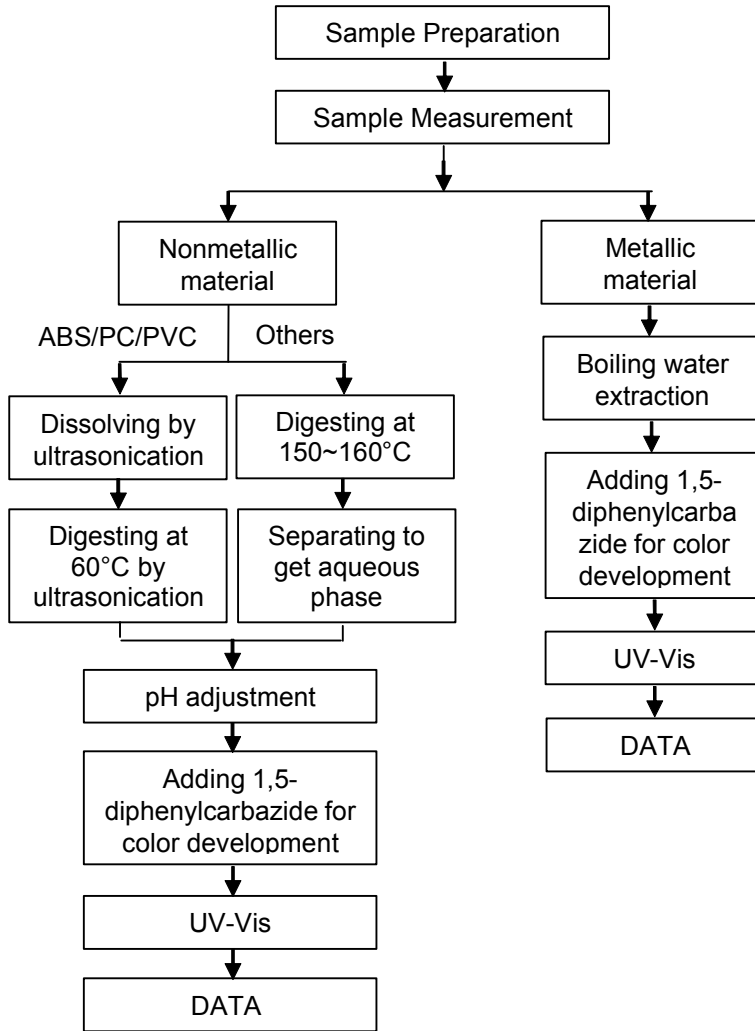 Sample Preparation
Sample Measurement
Nonmetallic
material
ABS/PC/PVC
Others
Dissolving by
ultrasonication
Digesting at
150~160°C
Digesting at
60°C by
ultrasonication
Separating to
get aqueous
phase
pH adjustment
Adding 1,5-
diphenylcarbazide for
color development
UV-Vis
DATA
Metallic
material
Boiling water
extraction
Adding 1,5-
diphenylcarba
zide for color
development
UV-Vis
DATA